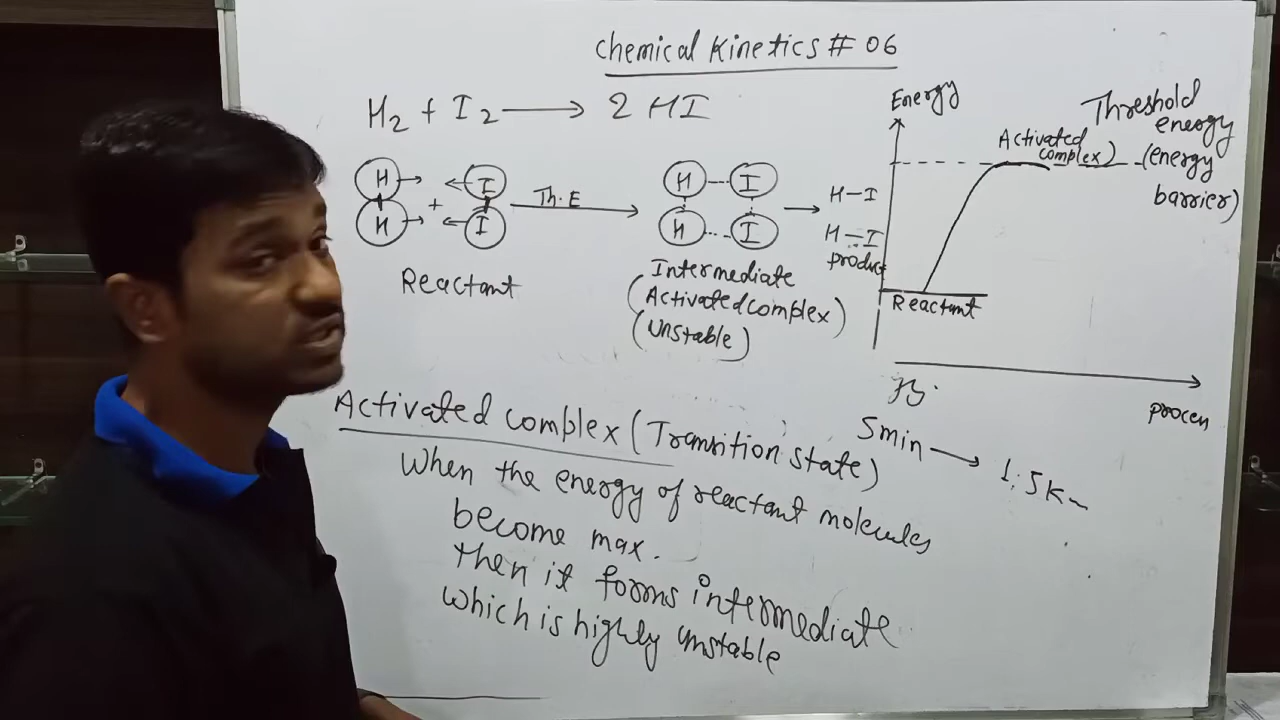 Chemical Kinetics # 06
H2 + I2 → 2 HI
H → ← I
+
H → ← I
Th. E
H I
H I
H-I
H-I
product
Reactant
Intermediate
(Activated complex)
(Unstable)
Energy
Threshold
energy
(energy
barrier)
Activated
complex)
Reactant
procen
5min → 1.5K
Activated complex (Transition state)
When the energy of reactant molecules
become max.
then it forms intermediate
which is highly unstable